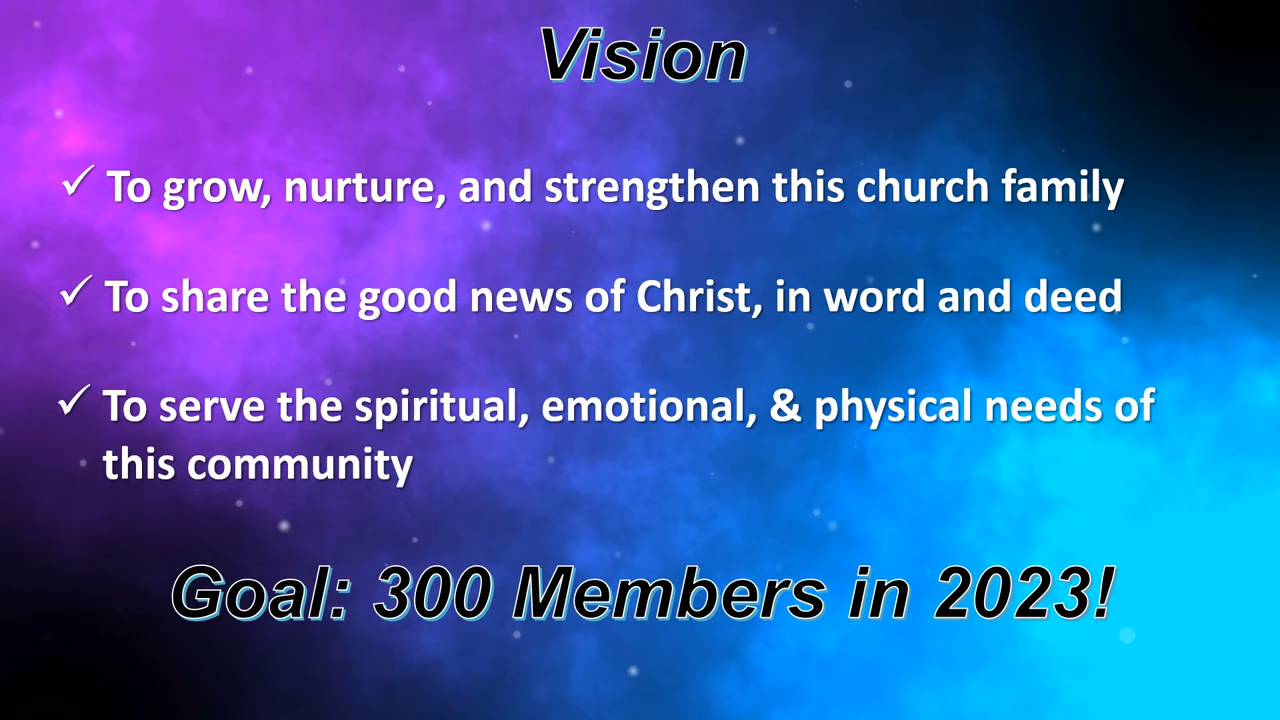 Vision
✓ To grow, nurture, and strengthen this church family
✓ To share the good news of Christ, in word and deed
✓ To serve the spiritual, emotional, & physical needs of
this community
Goal: 300 Members in 2023!